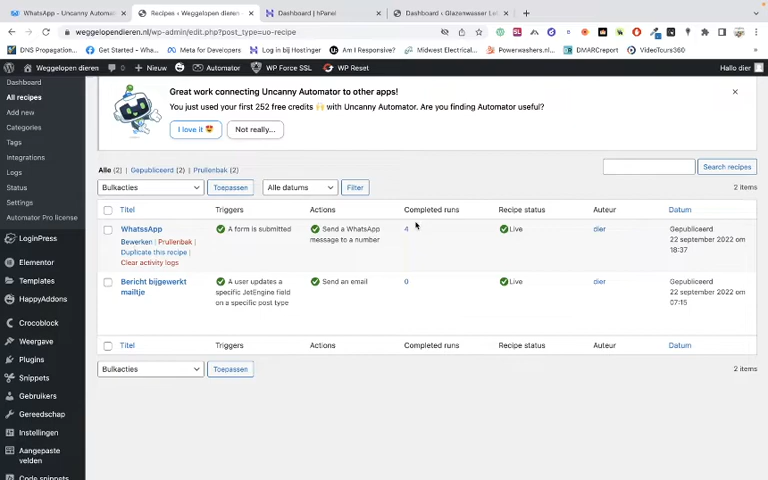 WhatsApp - Uncanny Automat
Recipes ‹ Weggelopen dieren —
Dashboard | hPanel
Dashboard ‹ Glazenwasser Lei
weggelopendieren.nl/wp-admin/edit.php?post_type=uo-recipe
DNS Propagation... Get Started - Wha... Meta for Developers Log in bij Hostinger Am I Responsive? Midwest Electrical... Powerwashers.nl... DMARCreport VideoTours360
Weggelopen dieren 0 Nieuw Automator WP Force SSL WP Reset Hallo dier
Dashboard
All recipes
Add new
Categories
Tags
Integrations
Logs
Status
Settings
Automator Pro license
LoginPress
Elementor
Templates
HappyAddons
Crocoblock
Weergave
Plugins
Snippets
Gebruikers
Gereedschap
Instellingen
Aangepaste
velden
Code snippets
Great work connecting Uncanny Automator to other apps!
You just used your first 252 free credits 🙌 with Uncanny Automator. Are you finding Automator useful?
I love it 😍 Not really...
Alle (2) | Gepubliceerd (2) | Prullenbak (2)
Search recipes
Bulkacties Toepassen Alle datums Filter 2 items
Titel Triggers Actions Completed runs Recipe status Auteur Datum
WhatssApp
Bewerken | Prullenbak |
Duplicate this recipe |
Clear activity logs
A form is submitted
Send a WhatsApp
message to a number
4
Live
dier
Gepubliceerd
22 september 2022 om
18:37
Bericht bijgewerkt
mailtje
A user updates a
specific JetEngine field
on a specific post type
Send an email
0
Live
dier
Gepubliceerd
22 september 2022 om
07:15
Titel Triggers Actions Completed runs Recipe status Auteur Datum
Bulkacties Toepassen 2 items